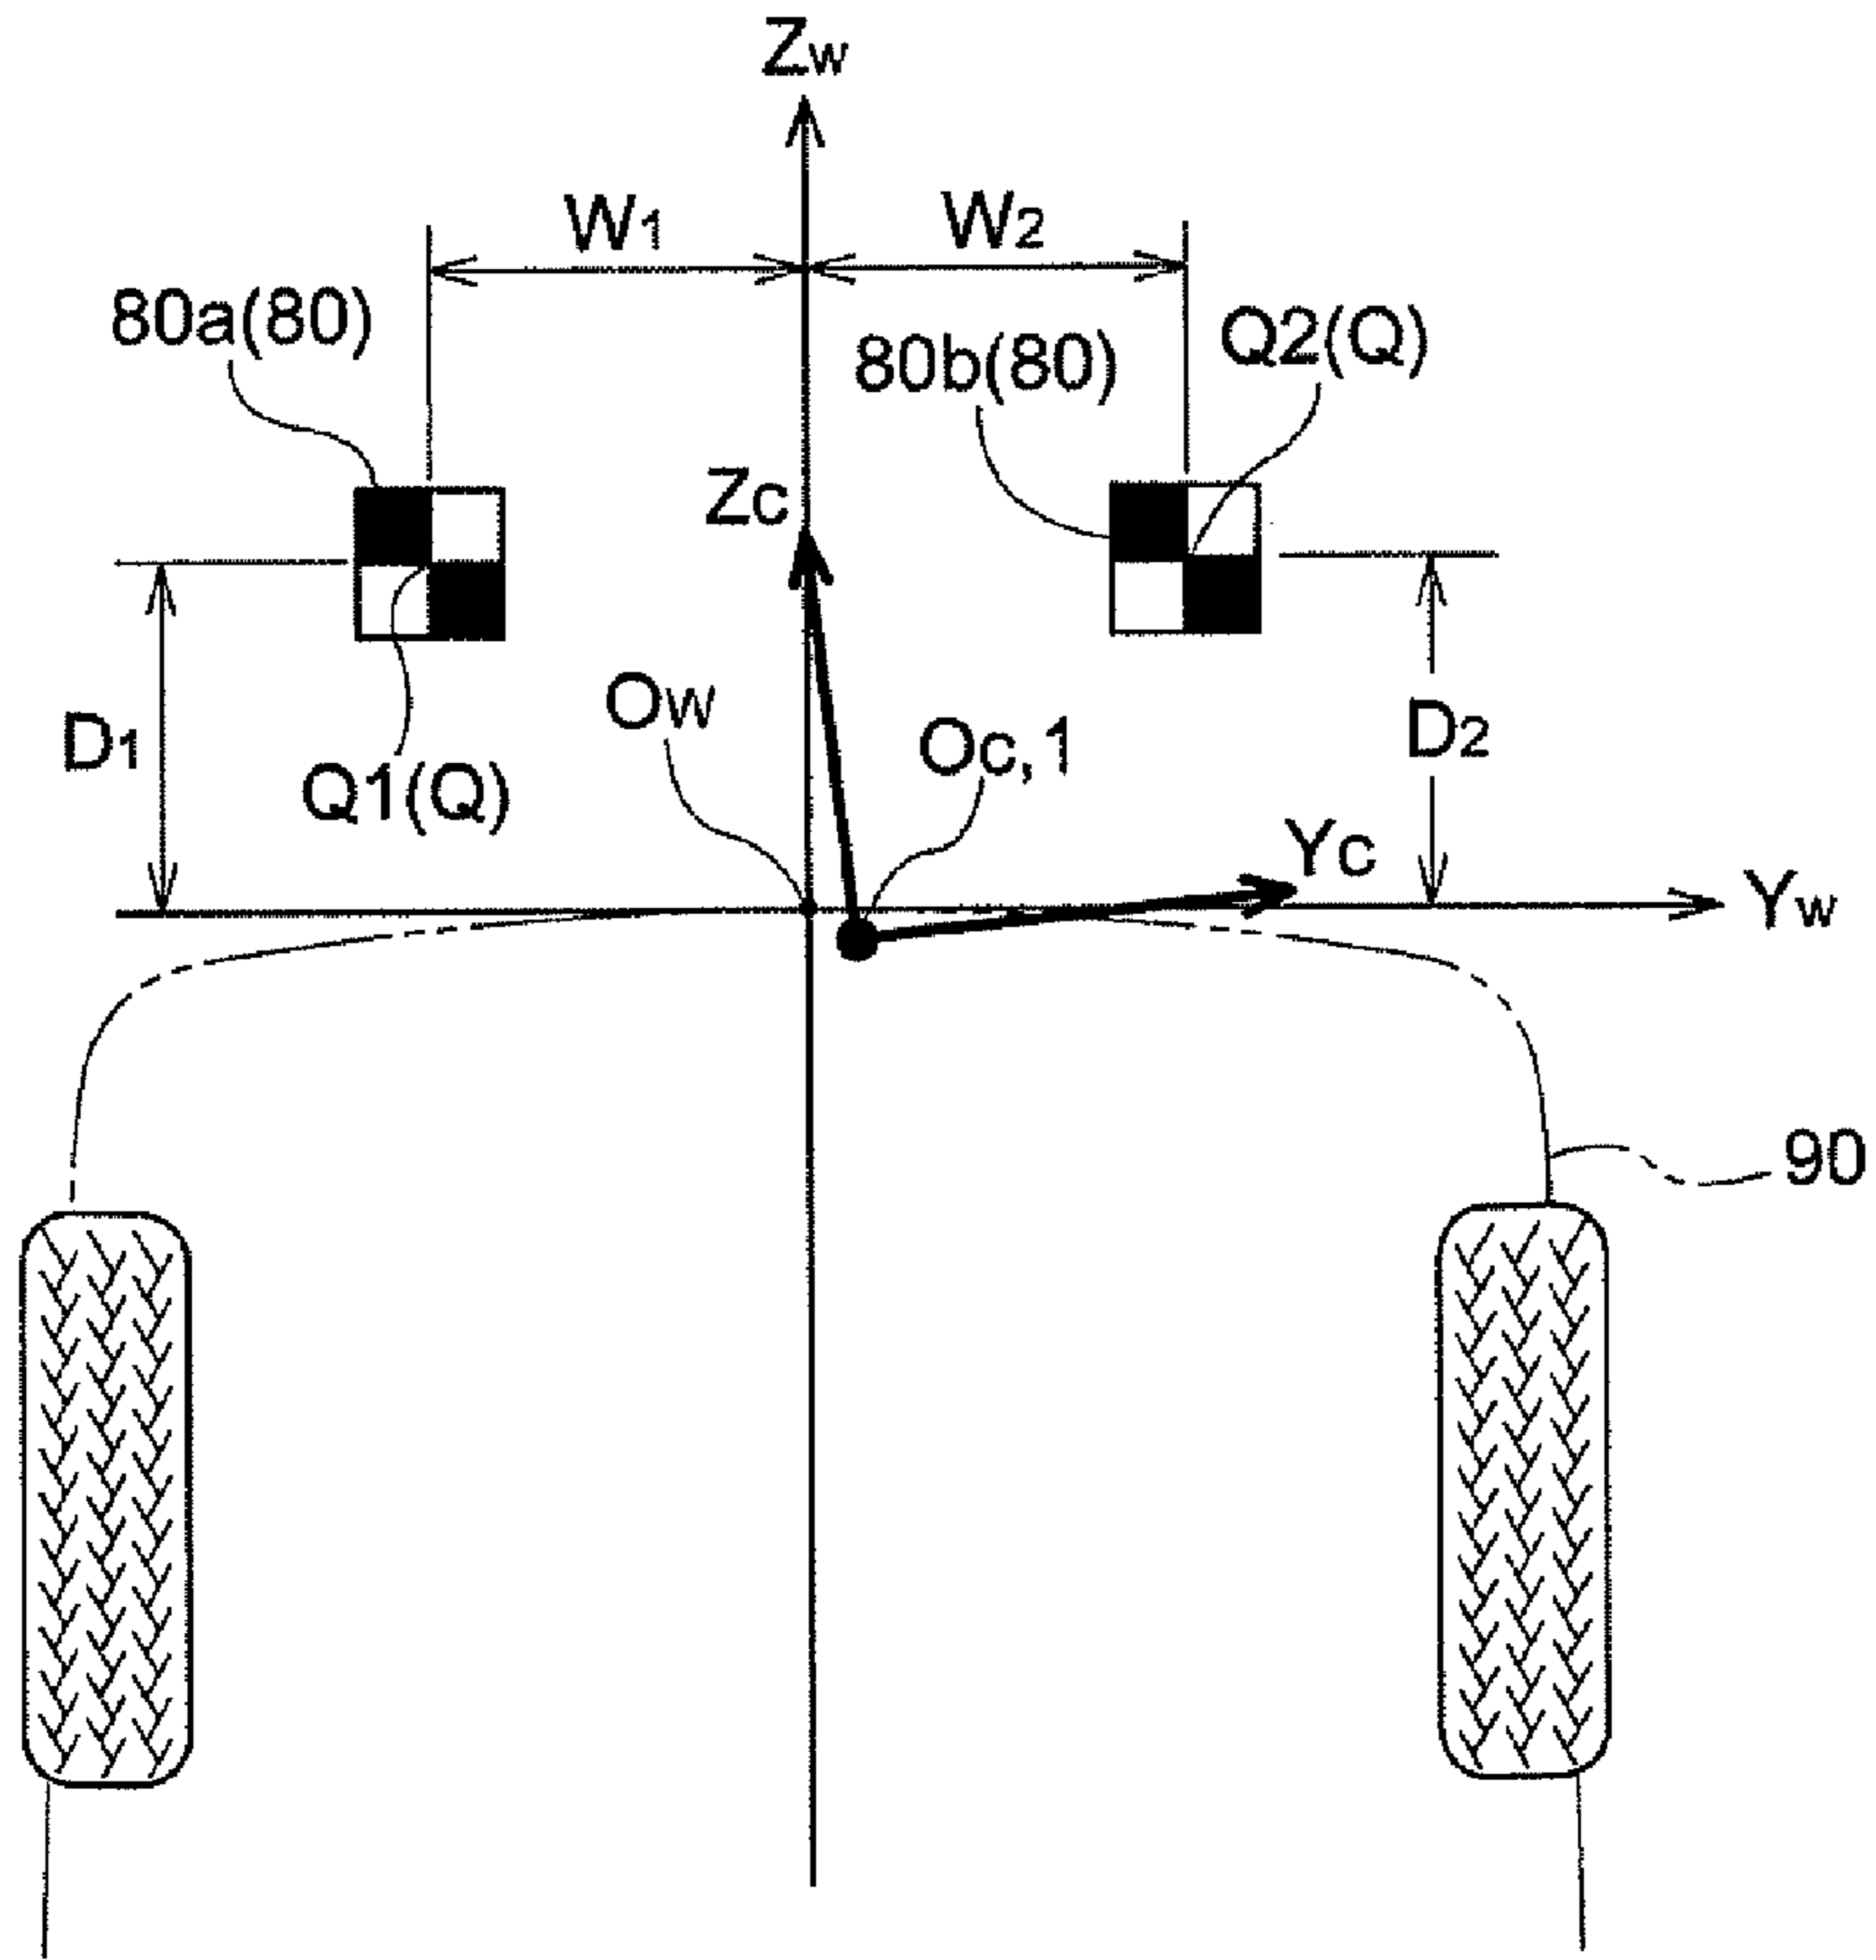 Zw
W1
W2
80a(80)
80b(80)
Q2(Q)
Zc
Ow
Oc,1
D1
D2
Q1(Q)
Yc
Yw
90